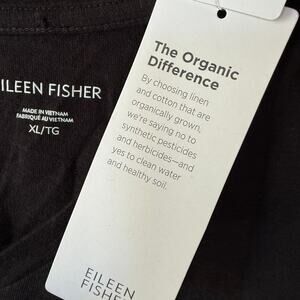 EILEEN FISHER
MADE IN VIETNAM
FABRIQUÉ AU VIETNAM
XL/TG
The Organic
Difference
By choosing linen
and cotton that are
organically grown,
we're saying no to
synthetic pesticides
and herbicides—and
yes to clean water
and healthy soil.
EILEEN
FISHER